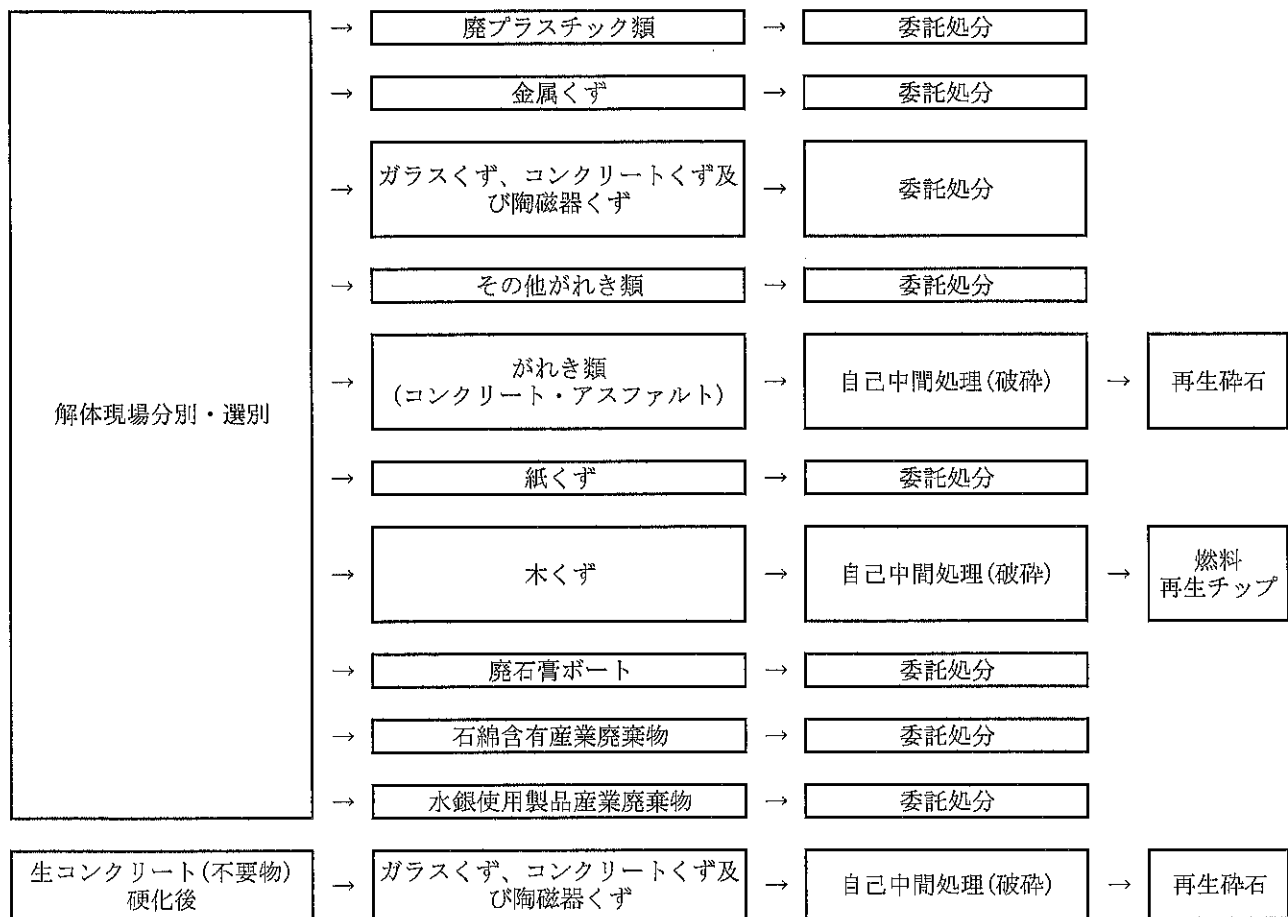 → 廃プラスチック類 → 委託処分
→ 金属くず → 委託処分
→ ガラスくず、コンクリートくず及
び陶磁器くず → 委託処分
→ その他がれき類 → 委託処分
解体現場分別・選別 → がれき類
(コンクリート・アスファルト) → 自己中間処理(破砕) → 再生砕石
→ 紙くず → 委託処分
→ 木くず → 自己中間処理(破砕) → 燃料
再生チップ
→ 廃石膏ボート → 委託処分
→ 石綿含有産業廃棄物 → 委託処分
→ 水銀使用製品産業廃棄物 → 委託処分
生コンクリート(不要物)
硬化後 → ガラスくず、コンクリートくず及
び陶磁器くず → 自己中間処理(破砕) → 再生砕石